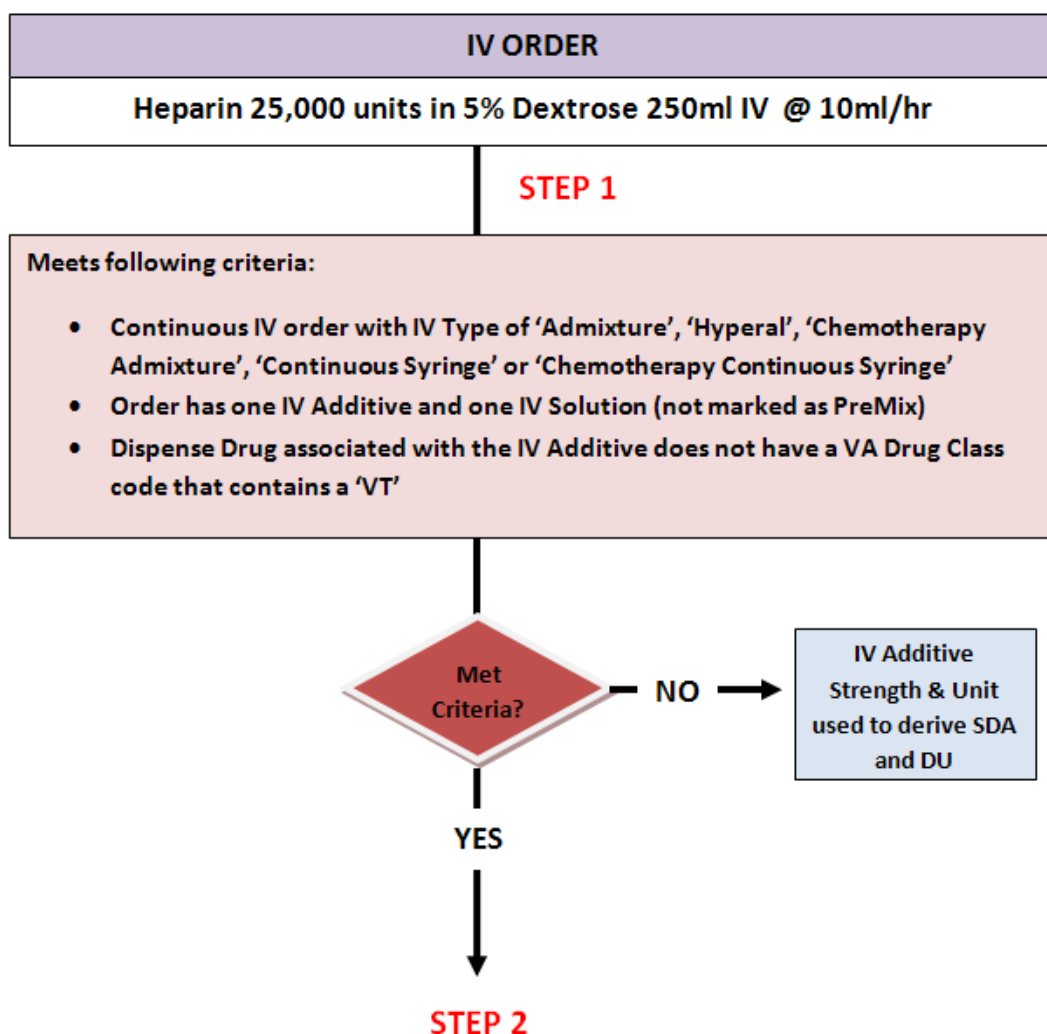 IV ORDER
Heparin 25,000 units in 5% Dextrose 250ml IV @ 10ml/hr
STEP 1
Meets following criteria:
• Continuous IV order with IV Type of ‘Admixture’, ‘Hyperal’, ‘Chemotherapy
Admixture’, ‘Continuous Syringe’ or ‘Chemotherapy Continuous Syringe’
• Order has one IV Additive and one IV Solution (not marked as PreMix)
• Dispense Drug associated with the IV Additive does not have a VA Drug Class
code that contains a ‘VT’
Met
Criteria?
NO
IV Additive
Strength & Unit
used to derive SDA
and DU
YES
STEP 2